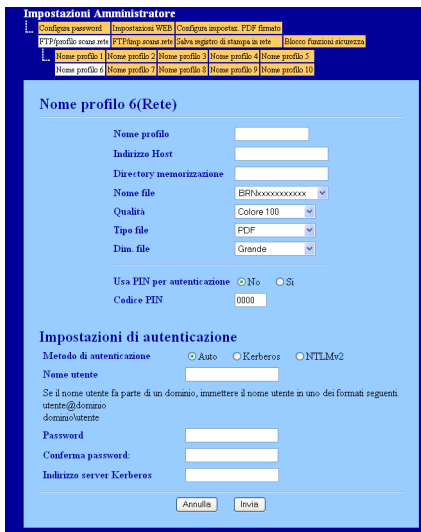 Impostazioni Amministratore
Configura password Impostazioni WEB Configura impostaz. PDF firmato
FTP/profilo scans.rete FTP/imp.scans.rete Salva registro di stampa in rete Blocco funzioni sicurezza
Nome profilo 1 Nome profilo 2 Nome profilo 3 Nome profilo 4 Nome profilo 5
Nome profilo 6 Nome profilo 7 Nome profilo 8 Nome profilo 9 Nome profilo 10
Nome profilo 6(Rete)
Nome profilo
Indirizzo Host
Directory memorizzazione
Nome file BRNxxxxxxxxxxx
Qualità Colore 100
Tipo file PDF
Dim. file Grande
Usa PIN per autenticazione No Si
Codice PIN 0000
Impostazioni di autenticazione
Metodo di autenticazione Auto Kerberos NTLMv2
Nome utente
Se il nome utente fa parte di un dominio, immettere il nome utente in uno dei formati seguenti.
utente@dominio
dominio\utente
Password
Conferma password:
Indirizzo server Kerberos
Annulla Invia